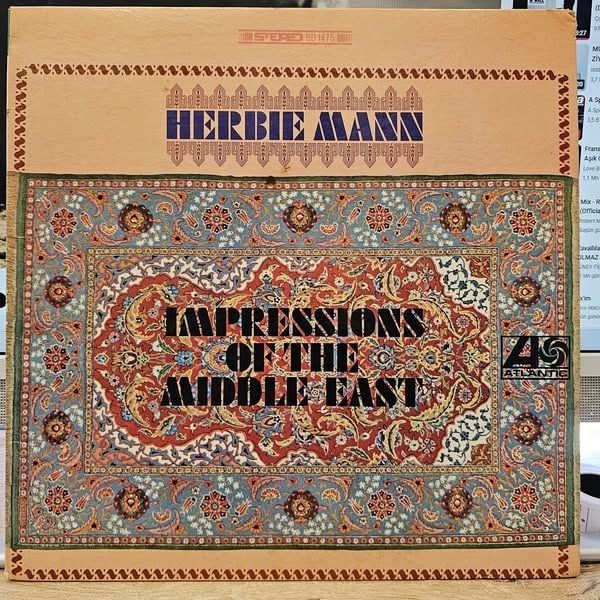 STEREO SD 1475
HERBIE MANN
IMPRESSIONS
OF THE
MIDDLE EAST
ATLANTIC